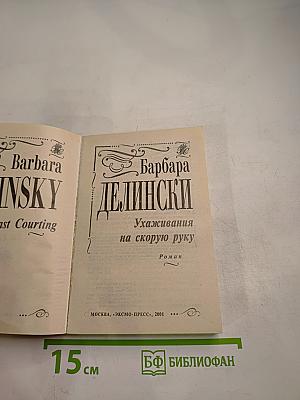 Barbara
INSKY
ast Courting
Барбара
ДЕЛИНСКИ
Ухаживания
на скорую руку
Роман
МОСКВА, «ЭКСМО-ПРЕСС», 2001
15 см
БФ БИБЛИОФАН